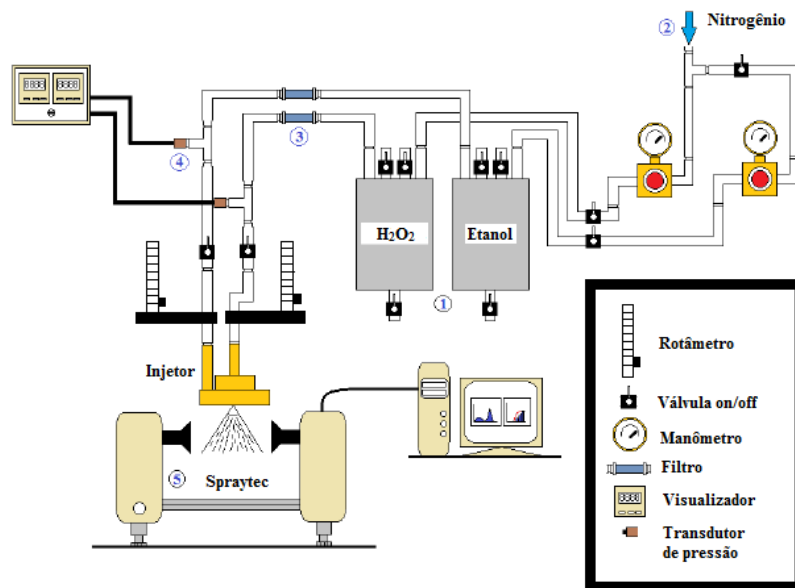 ② Nitrogênio
③
④
H₂O₂
Etanol
①
Injetor
⑤ Spraytec
Rotâmetro
Válvula on/off
Manômetro
Filtro
Visualizador
Transdutor
de pressão